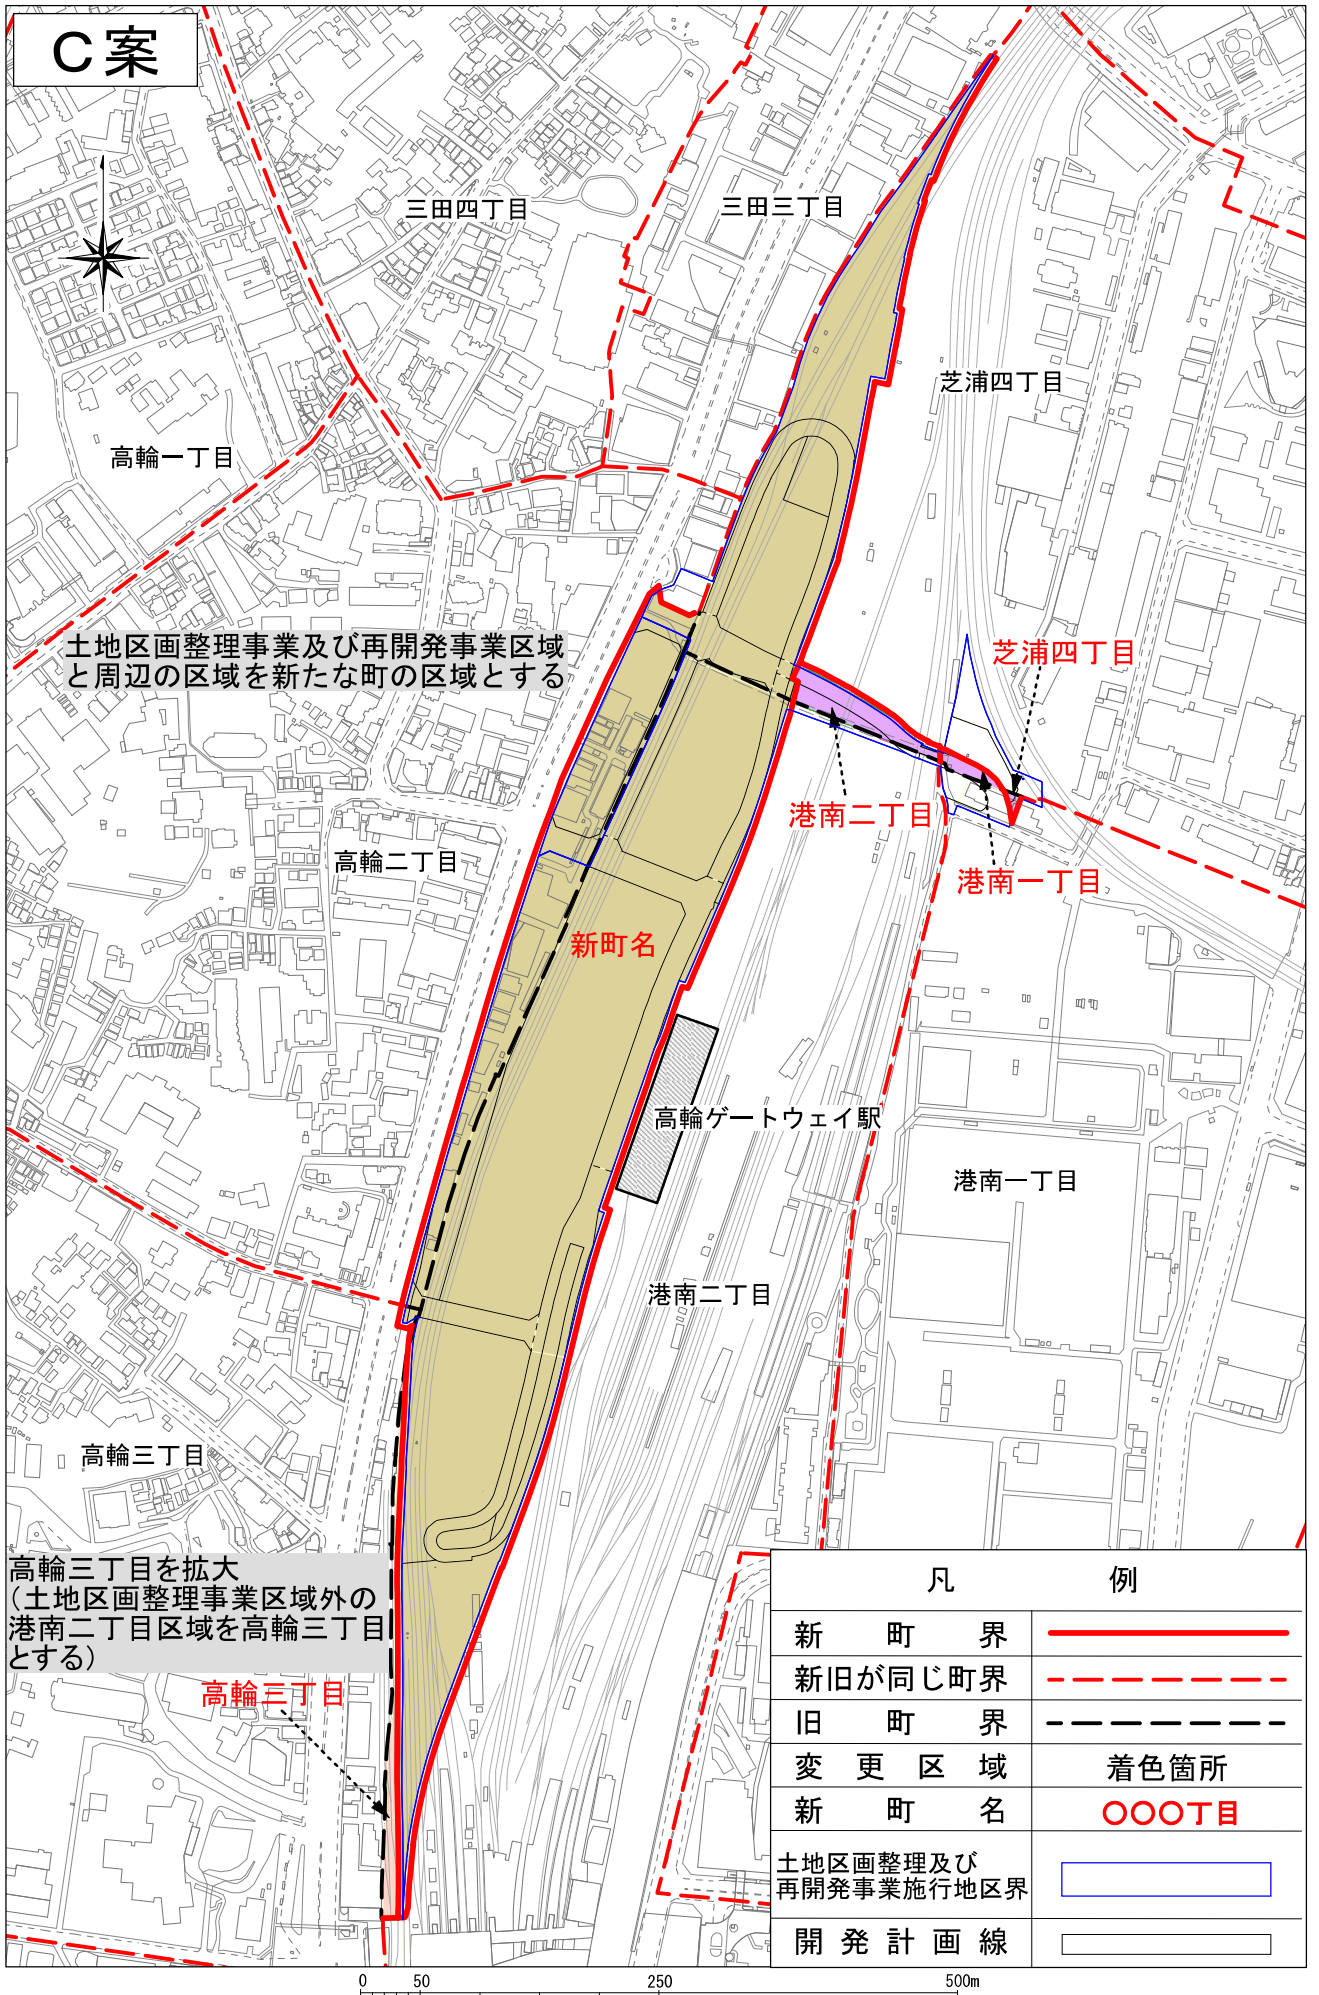 C案
三田四丁目
三田三丁目
芝浦四丁目
高輪一丁目
土地区画整理事業及び再開発事業区域
と周辺の区域を新たな町の区域とする
芝浦四丁目
港南二丁目
高輪二丁目
港南一丁目
新町名
高輪ゲートウェイ駅
港南一丁目
港南二丁目
高輪三丁目
高輪三丁目を拡大
（土地区画整理事業区域外の
港南二丁目区域を高輪三丁目
とする）
高輪三丁目
凡例
新町界
新旧が同じ町界
旧町界
変更区域 着色箇所
新町名 〇〇〇丁目
土地区画整理及び
再開発事業施行地区界
開発計画線
0 50 250 500m